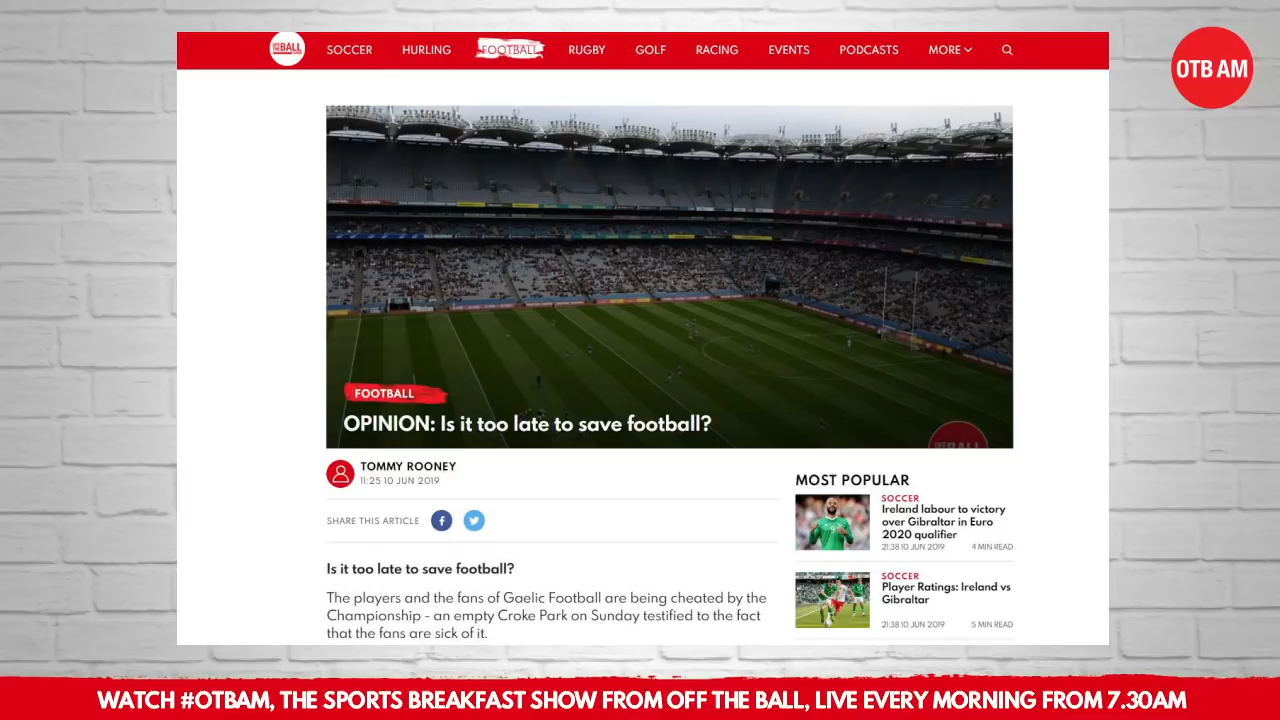 BALL
SOCCER HURLING FOOTBALL RUGBY GOLF RACING EVENTS PODCASTS MORE
OTB AM
FOOTBALL
OPINION: Is it too late to save football?
BALL
TOMMY ROONEY
11:25 10 JUN 2019
SHARE THIS ARTICLE
Is it too late to save football?
The players and the fans of Gaelic Football are being cheated by the
Championship - an empty Croke Park on Sunday testified to the fact
that the fans are sick of it.
MOST POPULAR
SOCCER
Ireland labour to victory
over Gibraltar in Euro
2020 qualifier
21:38 10 JUN 2019 4 MIN READ
SOCCER
Player Ratings: Ireland vs
Gibraltar
21:38 10 JUN 2019 5 MIN READ
WATCH #OTBAM, THE SPORTS BREAKFAST SHOW FROM OFF THE BALL, LIVE EVERY MORNING FROM 7.30AM